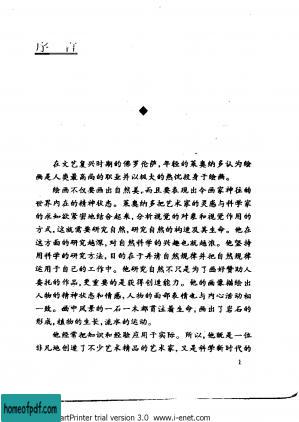 序 言
在文艺复兴时期的佛罗伦萨,年轻的莱奥纳多认为绘
画是人类最高尚的职业并以极大的热忱投身于绘画。
绘画不仅要画出自然美,而且要表现出令画家神往的
世界内在的精神状态。莱奥纳多把艺术家的灵感与科学家
的求知欲紧密地结合起来,分析视觉的对象和视觉作用的
方式,这就需要研究自然,研究自然的构造及其生命。他在
这方面的研究越深,对自然科学的兴趣也就越浓。他坚持
用科学的研究方法,目的在于弄清自然规律并把自然规律
运用于自己的工作中。他研究自然不只是为了画好赞助人
委托的作品,更重要的是要获得创造生命的能力。他的画像描绘出
人物的精神状态和情感,人物的面部表情也与内心活动相
一致。画中风景的一石一木都贯注着生命,画出了岩石的
形成,植物的生长,流水的运动。
他经常把知识和经验应用于实际。所以,他就是一位
非凡地创造了不少艺术精品的艺术家,又是科学新时代的
1
homeofpdf.com
artPrinter trial version 3.0 www.i-enet.com